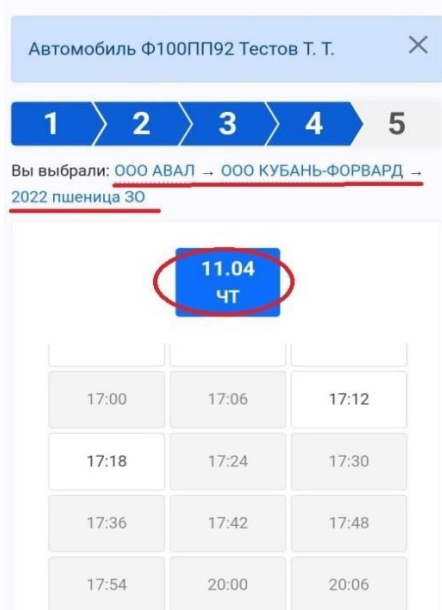 Автомобиль Ф100ПП92 Тестов Т. Т.
1 2 3 4 5
Вы выбрали: ООО АВАЛ → ООО КУБАНЬ-ФОРВАРД →
2022 пшеница ЗО
11.04
ЧТ
17:00 17:06 17:12
17:18 17:24 17:30
17:36 17:42 17:48
17:54 20:00 20:06